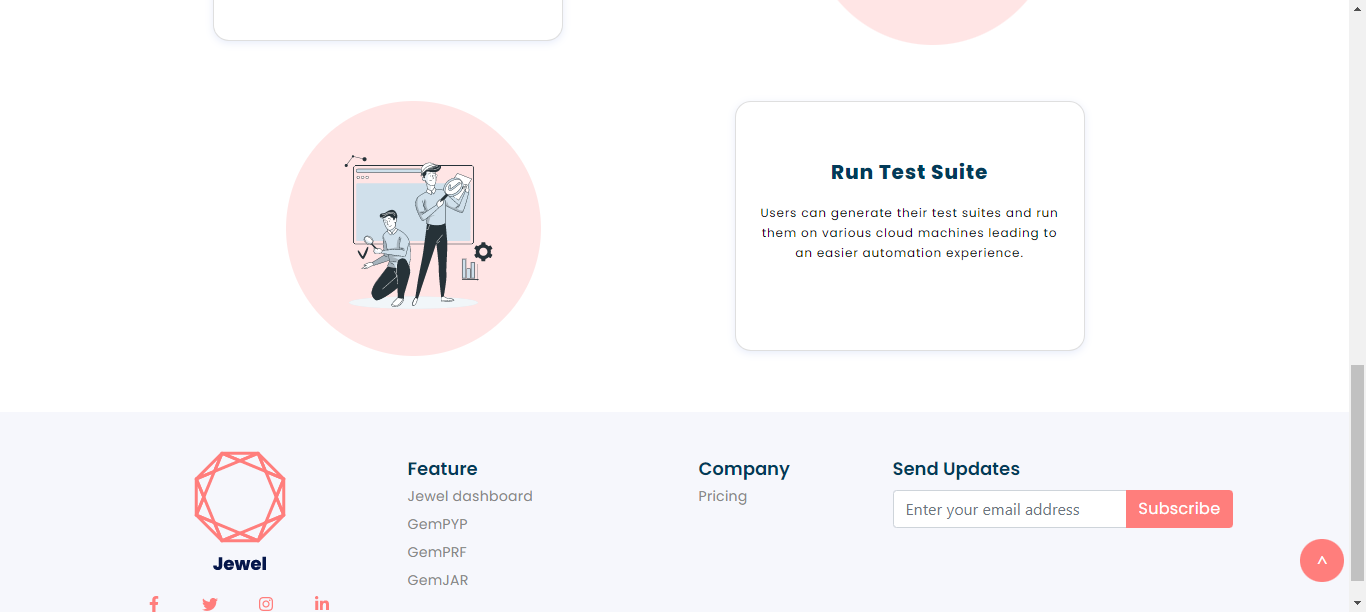 Run Test Suite
Users can generate their test suites and run
them on various cloud machines leading to
an easier automation experience.
Jewel
Feature
Jewel dashboard
GemPYP
GemPRF
GemJAR
Company
Pricing
Send Updates
Enter your email address
Subscribe